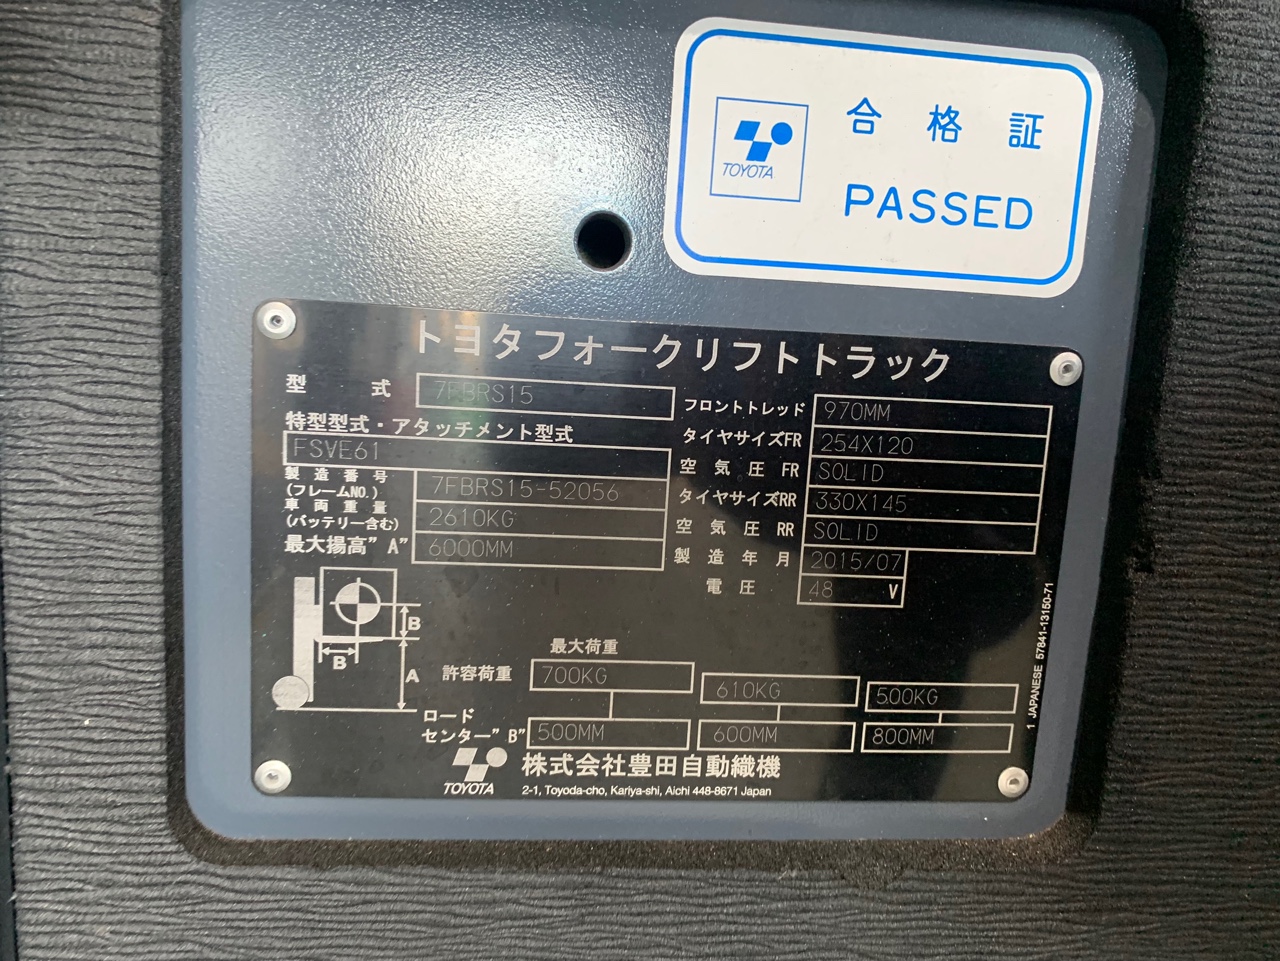 合格証
TOYOTA
PASSED
トヨタフォークリフトトラック
型式 7FBRS15
特型型式・アタッチメント型式
FSVE61
製造番号
(フレームNO.) 7FBRS15-52056
車両重量
(バッテリー含む) 2610KG
最大揚高"A" 6000MM
フロントトレッド 970MM
タイヤサイズFR 254X120
空気圧 FR SOLID
タイヤサイズRR 330X145
空気圧 RR SOLID
製造年月 2015/07
電圧 48 V
B
B
A
最大荷重
許容荷重 700KG 610KG 500KG
ロード
センター"B" 500MM 600MM 800MM
TOYOTA
株式会社豊田自動織機
2-1, Toyoda-cho, Kariya-shi, Aichi 448-8671 Japan
1 JAPANESE 57841-13150-71